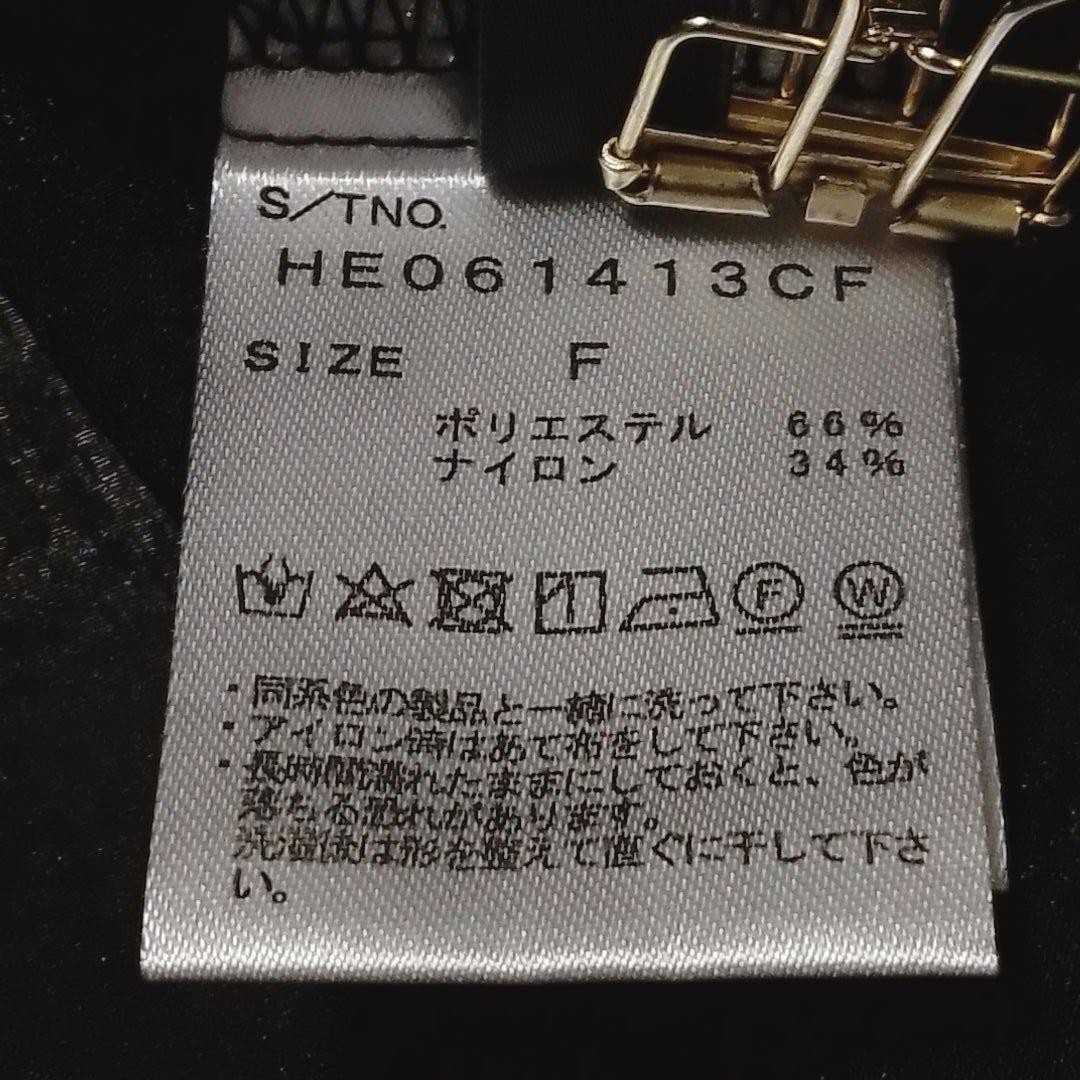 S/TNO.
HE061413CF
SIZE F
ポリエステル 66%
ナイロン 34%
F W
・同系色の製品と一緒に洗って下さい。
・アイロン時はあて布をして下さい。
・長時間濡れたままにしておくと、色が
落ちる恐れがあります。
洗濯後は形を整えて直ぐに干して下さ
い。